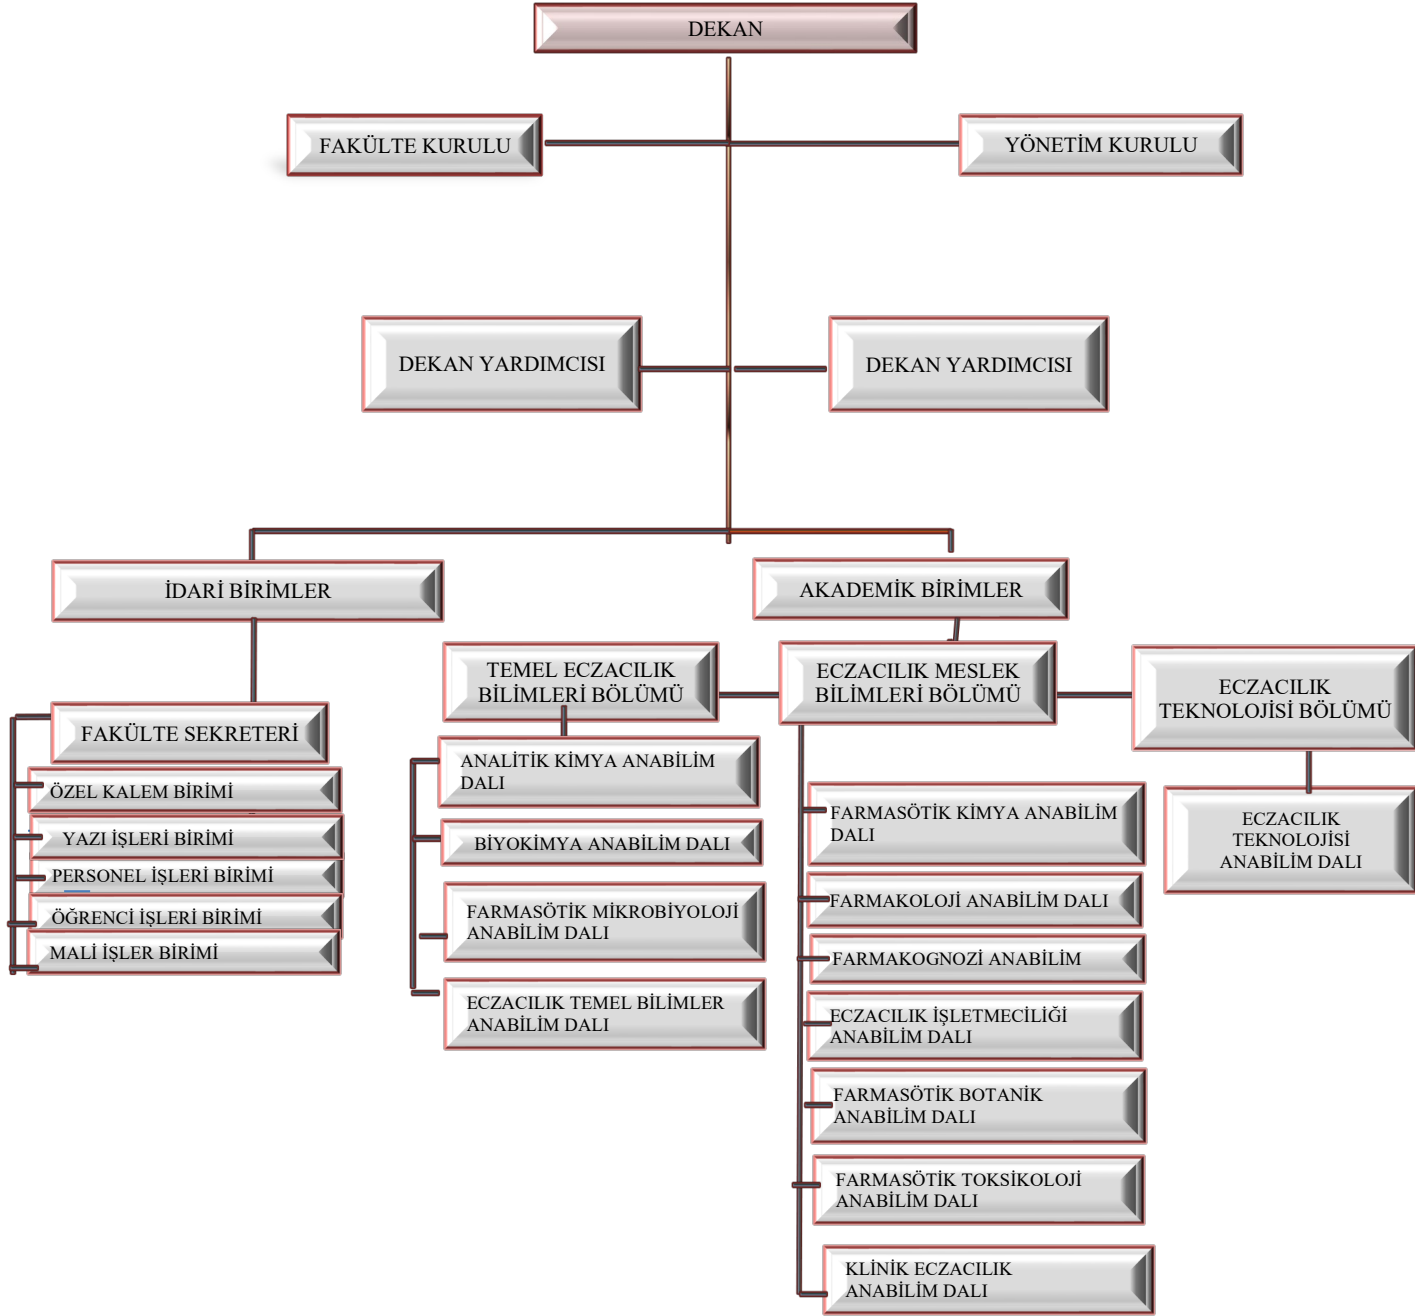 DEKAN
FAKÜLTE KURULU
YÖNETİM KURULU
DEKAN YARDIMCISI
DEKAN YARDIMCISI
İDARİ BİRİMLER
AKADEMİK BİRİMLER
FAKÜLTE SEKRETERİ
ÖZEL KALEM BİRİMİ
YAZI İŞLERİ BİRİMİ
PERSONEL İŞLERİ BİRİMİ
ÖĞRENCİ İŞLERİ BİRİMİ
MALİ İŞLER BİRİMİ
TEMEL ECZACILIK
BİLİMLERİ BÖLÜMÜ
ANALİTİK KİMYA ANABİLİM
DALI
BİYOKİMYA ANABİLİM DALI
FARMASÖTİK MİKROBİYOLOJİ
ANABİLİM DALI
ECZACILIK TEMEL BİLİMLER
ANABİLİM DALI
ECZACILIK MESLEK
BİLİMLERİ BÖLÜMÜ
FARMASÖTİK KİMYA ANABİLİM
DALI
FARMAKOLOJİ ANABİLİM DALI
FARMAKOGNOZİ ANABİLİM
ECZACILIK İŞLETMECİLİĞİ
ANABİLİM DALI
FARMASÖTİK BOTANİK
ANABİLİM DALI
FARMASÖTİK TOKSİKOLOJİ
ANABİLİM DALI
KLİNİK ECZACILIK
ANABİLİM DALI
ECZACILIK
TEKNOLOJİSİ BÖLÜMÜ
ECZACILIK
TEKNOLOJİSİ
ANABİLİM DALI